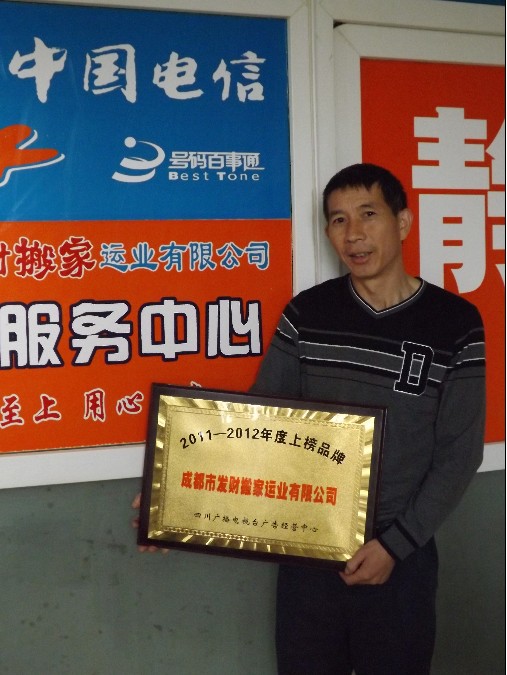 中国电信
号码百事通
Best Tone
财搬家运业有限公司
服务中心
至上 用心
静
D
2011—2012年度上榜品牌
成都市发财搬家运业有限公司
四川广播电视台广告经营中心